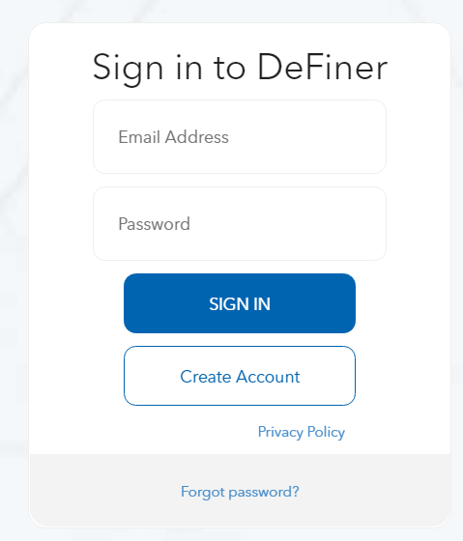 Sign in to DeFiner
Email Address
Password
SIGN IN
Create Account
Privacy Policy
Forgot password?